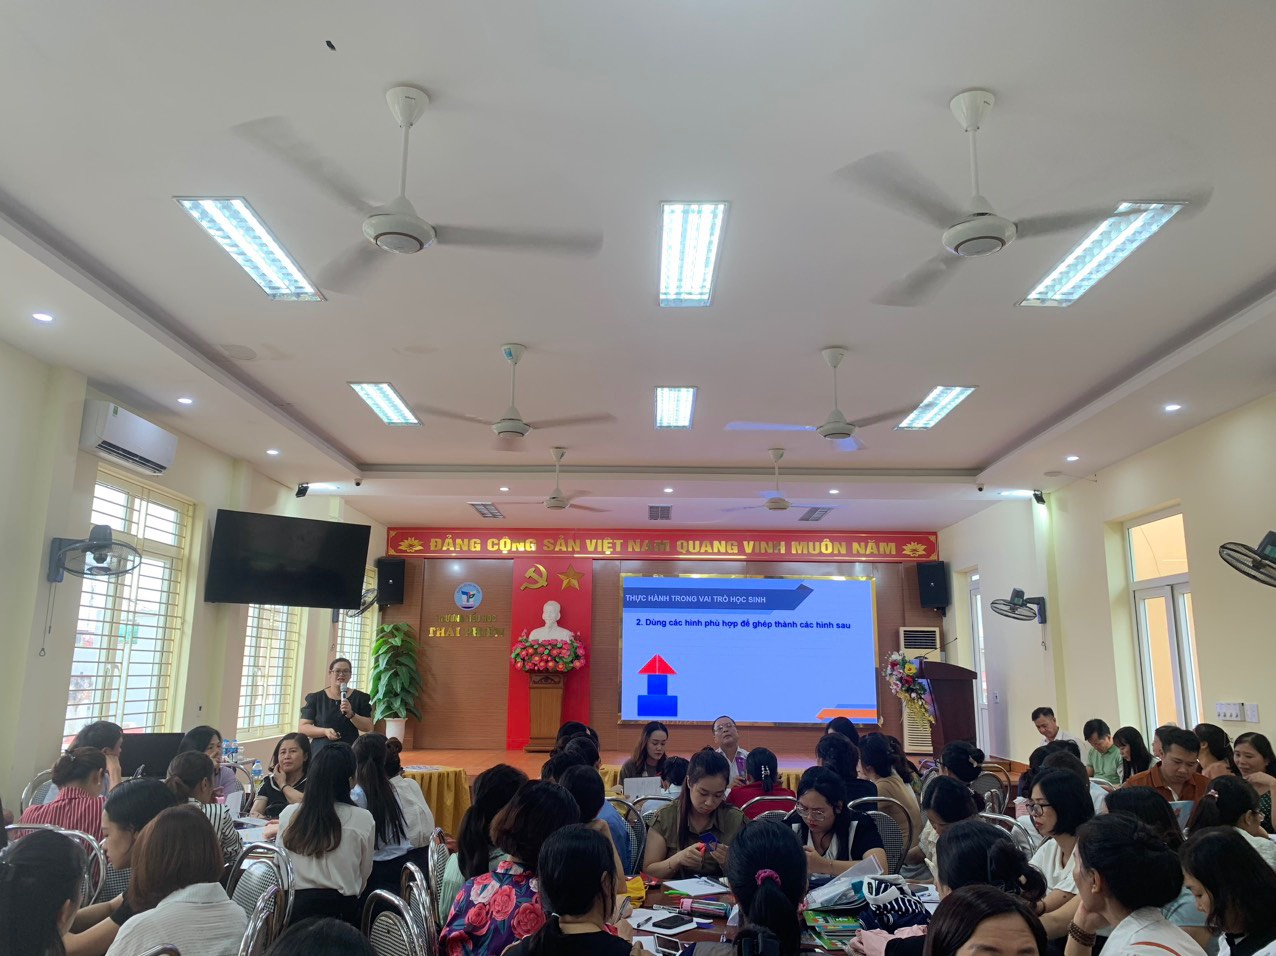 ĐẢNG CỘNG SẢN VIỆT NAM QUANG VINH MUÔN NĂM
THỰC HÀNH TRONG VAI TRÒ HỌC SINH
2. Dùng các hình phù hợp để ghép thành các hình sau
THÁI PHIÊN